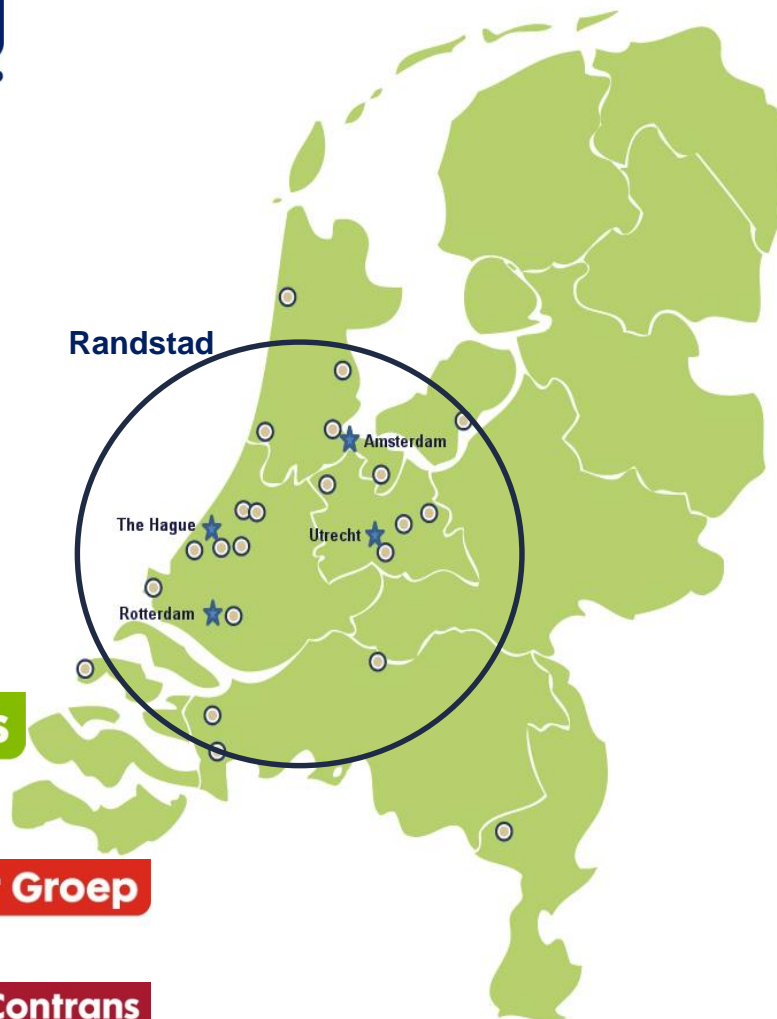 Randstad
Amsterdam
The Hague
Utrecht
Rotterdam
s
Groep
Contrans